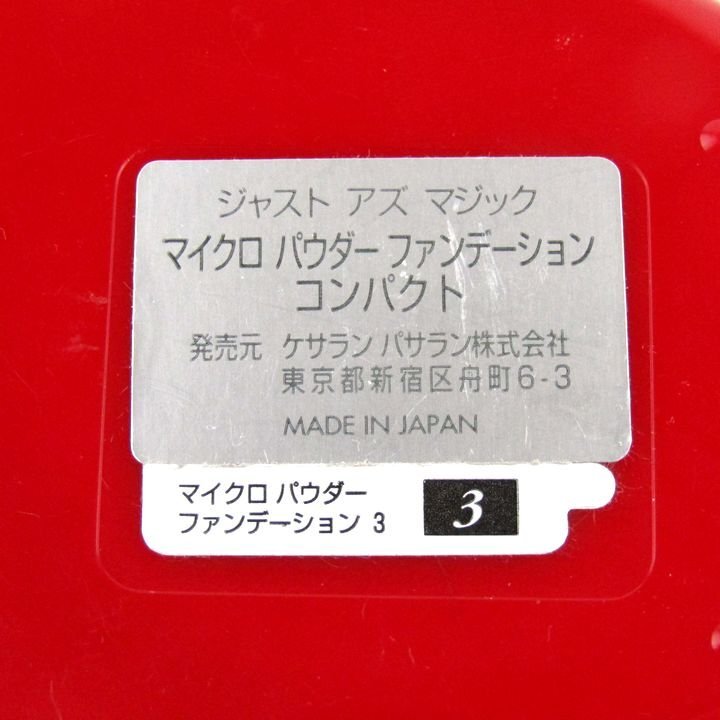 ジャスト アズ マジック
マイクロ パウダー ファンデーション
コンパクト
発売元 ケサラン パサラン株式会社
東京都新宿区舟町6-3
MADE IN JAPAN
マイクロ パウダー
ファンデーション 3
3